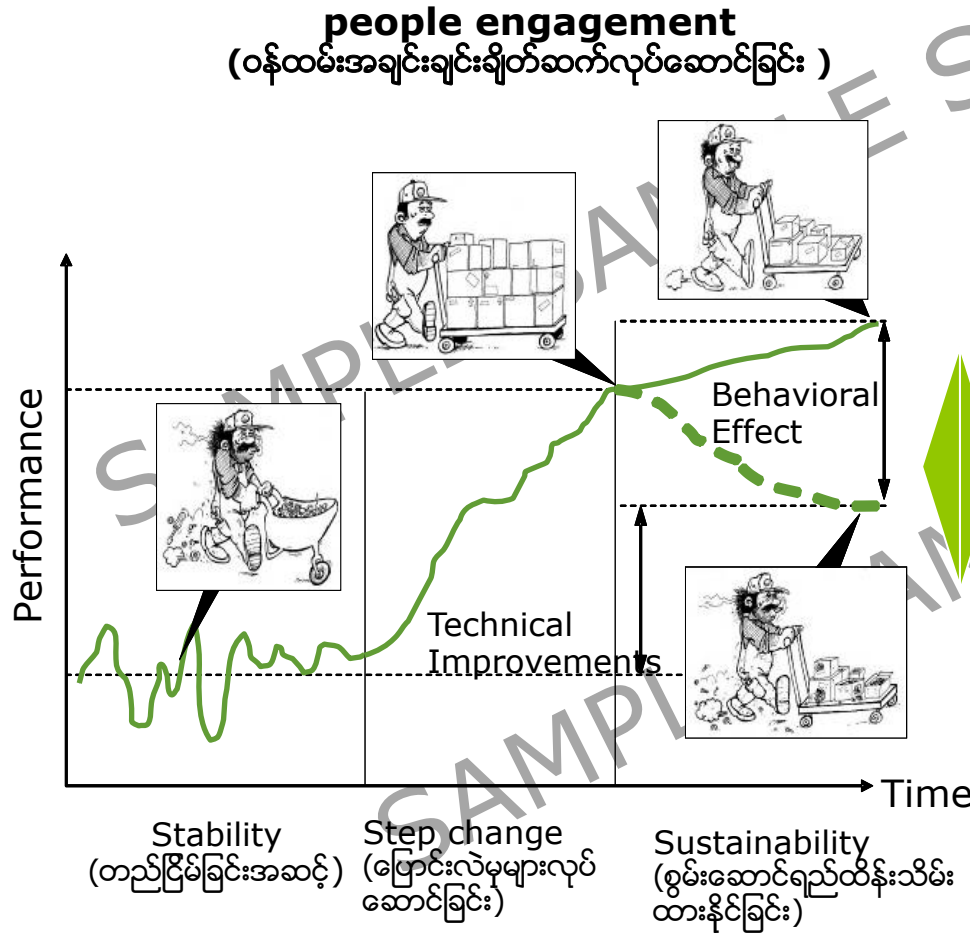 people engagement
(ဝန်ထမ်းအချင်းချင်းချိတ်ဆက်လုပ်ဆောင်ခြင်း )
SAMPLE SAMPLE S
Performance
Behavioral
Effect
Technical
Improvements
SAMPLE SAM
Time
Stability
(တည်ငြိမ်ခြင်းအဆင့်)
Step change
(ပြောင်းလဲမှုများလုပ်
ဆောင်ခြင်း)
Sustainability
(စွမ်းဆောင်ရည်ထိန်းသိမ်း
ထားနိုင်ခြင်း)